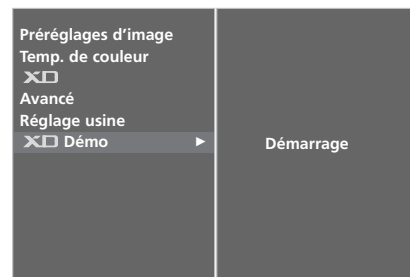 Préréglages d'image
Temp. de couleur
XD
Avancé
Réglage usine
XD Démo ►
Démarrage